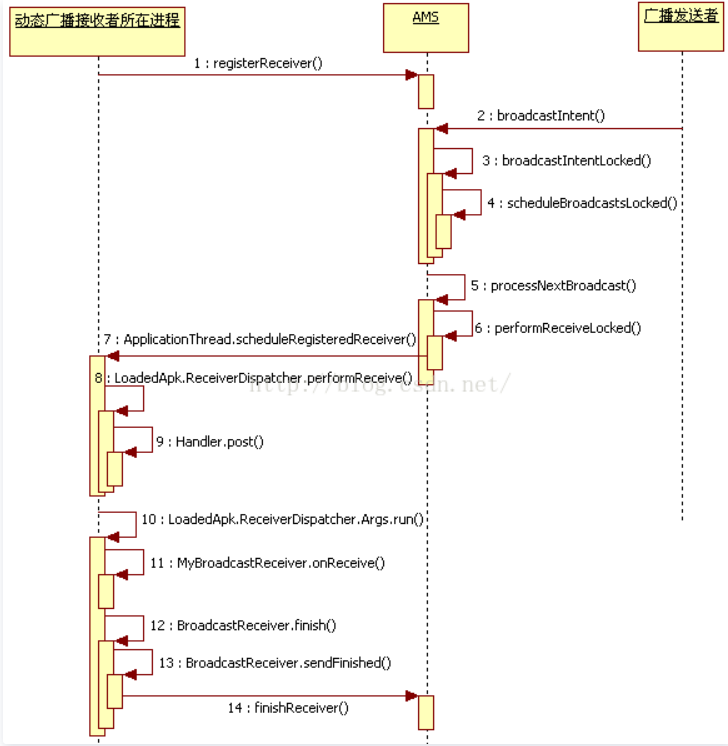 动态广播接收者所在进程
AMS
广播发送者
1 : registerReceiver()
2 : broadcastIntent()
3 : broadcastIntentLocked()
4 : scheduleBroadcastsLocked()
5 : processNextBroadcast()
6 : performReceiveLocked()
7 : ApplicationThread.scheduleRegisteredReceiver()
8 : LoadedApk.ReceiverDispatcher.performReceive()
http://blog.csdn.net/
9 : Handler.post()
10 : LoadedApk.ReceiverDispatcher.Args.run()
11 : MyBroadcastReceiver.onReceive()
12 : BroadcastReceiver.finish()
13 : BroadcastReceiver.sendFinished()
14 : finishReceiver()